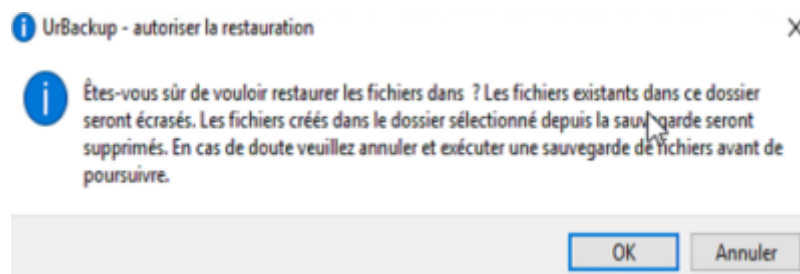 UrBackup - autoriser la restauration
Êtes-vous sûr de vouloir restaurer les fichiers dans ? Les fichiers existants dans ce dossier
seront écrasés. Les fichiers créés dans le dossier sélectionné depuis la sauvegarde seront
supprimés. En cas de doute veuillez annuler et exécuter une sauvegarde de fichiers avant de
poursuivre.
OK Annuler